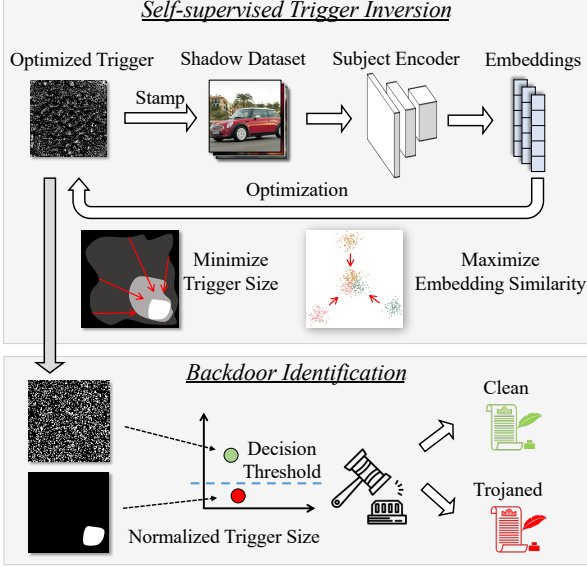 Self-supervised Trigger Inversion
Optimized Trigger
Shadow Dataset
Subject Encoder
Embeddings
Stamp
Optimization
Minimize
Trigger Size
Maximize
Embedding Similarity
Backdoor Identification
Clean
Decision
Threshold
Trojaned
Normalized Trigger Size